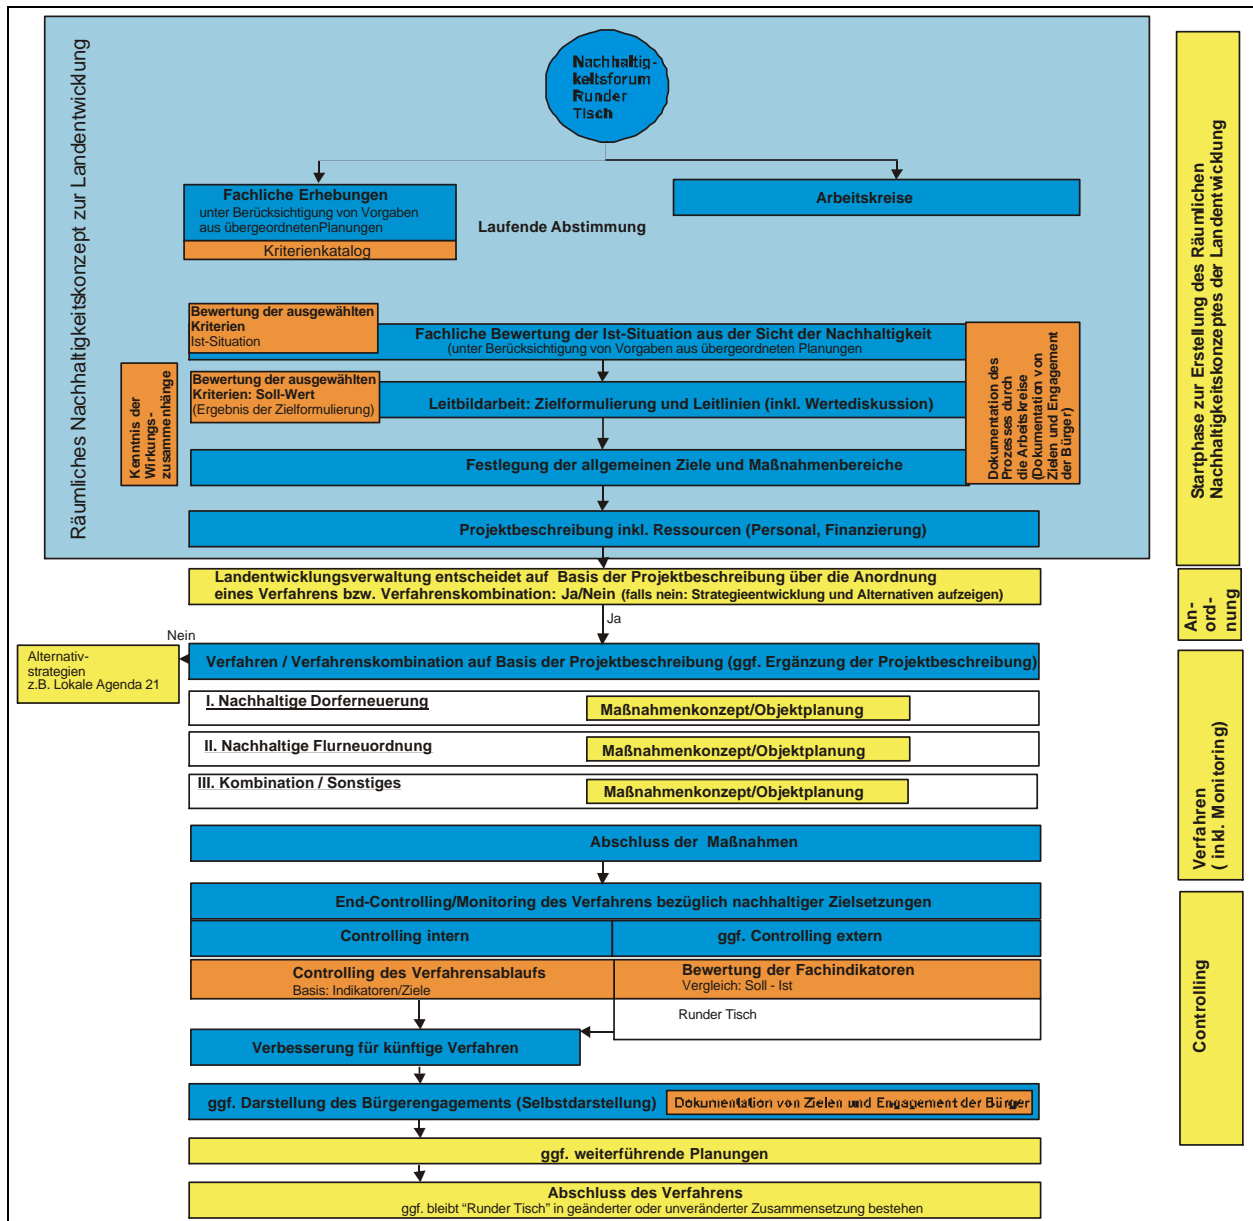 Räumliches Nachhaltigkeitskonzept zur Landentwicklung
Nachhaltig-
keitsforum
Runder
Tisch
Fachliche Erhebungen
unter Berücksichtigung von Vorgaben
aus übergeordnetenPlanungen
Kriterienkatalog
Laufende Abstimmung
Arbeitskreise
Bewertung der ausgewählten
Kriterien
Ist-Situation
Fachliche Bewertung der Ist-Situation aus der Sicht der Nachhaltigkeit
(unter Berücksichtigung von Vorgaben aus übergeordneten Planungen
Kenntnis der
Wirkungs-
zusammenhänge
Bewertung der ausgewählten
Kriterien: Soll-Wert
(Ergebnis der Zielformulierung)
Leitbildarbeit: Zielformulierung und Leitlinien (inkl. Wertediskussion)
Dokumentation des
Prozesses durch
die Arbeitskreise
(Dokumentation von
Zielen und Engagement
der Bürger)
Festlegung der allgemeinen Ziele und Maßnahmenbereiche
Projektbeschreibung inkl. Ressourcen (Personal, Finanzierung)
Startphase zur Erstellung des Räumlichen
Nachhaltigkeitskonzeptes der Landentwicklung
Landentwicklungsverwaltung entscheidet auf Basis der Projektbeschreibung über die Anordnung
eines Verfahrens bzw. Verfahrenskombination: Ja/Nein (falls nein: Strategieentwicklung und Alternativen aufzeigen)
An-
ord-
nung
Ja
Nein
Alternativ-
strategien
z.B. Lokale Agenda 21
Verfahren / Verfahrenskombination auf Basis der Projektbeschreibung (ggf. Ergänzung der Projektbeschreibung)
I. Nachhaltige Dorferneuerung
Maßnahmenkonzept/Objektplanung
II. Nachhaltige Flurneuordnung
Maßnahmenkonzept/Objektplanung
III. Kombination / Sonstiges
Maßnahmenkonzept/Objektplanung
Abschluss der Maßnahmen
Verfahren
( inkl. Monitoring)
End-Controlling/Monitoring des Verfahrens bezüglich nachhaltiger Zielsetzungen
Controlling intern
ggf. Controlling extern
Controlling des Verfahrensablaufs
Basis: Indikatoren/Ziele
Bewertung der Fachindikatoren
Vergleich: Soll - Ist
Runder Tisch
Verbesserung für künftige Verfahren
Controlling
ggf. Darstellung des Bürgerengagements (Selbstdarstellung)
Dokumentation von Zielen und Engagement der Bürger
ggf. weiterführende Planungen
Abschluss des Verfahrens
ggf. bleibt “Runder Tisch” in geänderter oder unveränderter Zusammensetzung bestehen